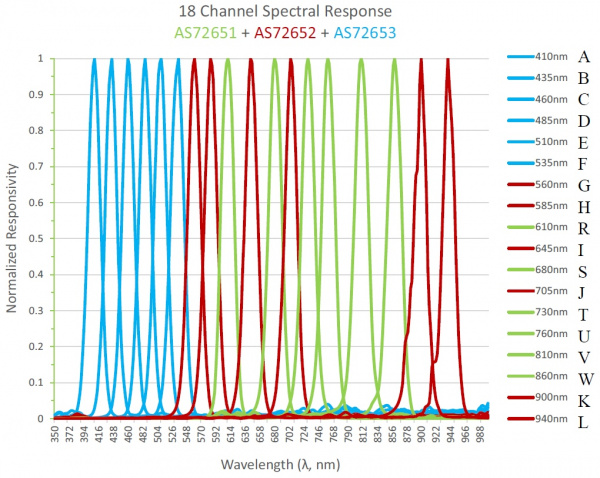 18 Channel Spectral Response
AS72651 + AS72652 + AS72653
Normalized Responsivity
1
0.9
0.8
0.7
0.6
0.5
0.4
0.3
0.2
0.1
0
350 372 394 416 438 460 482 504 526 548 570 592 614 636 658 680 702 724 746 768 790 812 834 856 878 900 922 944 966 988
Wavelength (λ, nm)
410nm A
435nm B
460nm C
485nm D
510nm E
535nm F
560nm G
585nm H
610nm R
645nm I
680nm S
705nm J
730nm T
760nm U
810nm V
860nm W
900nm K
940nm L